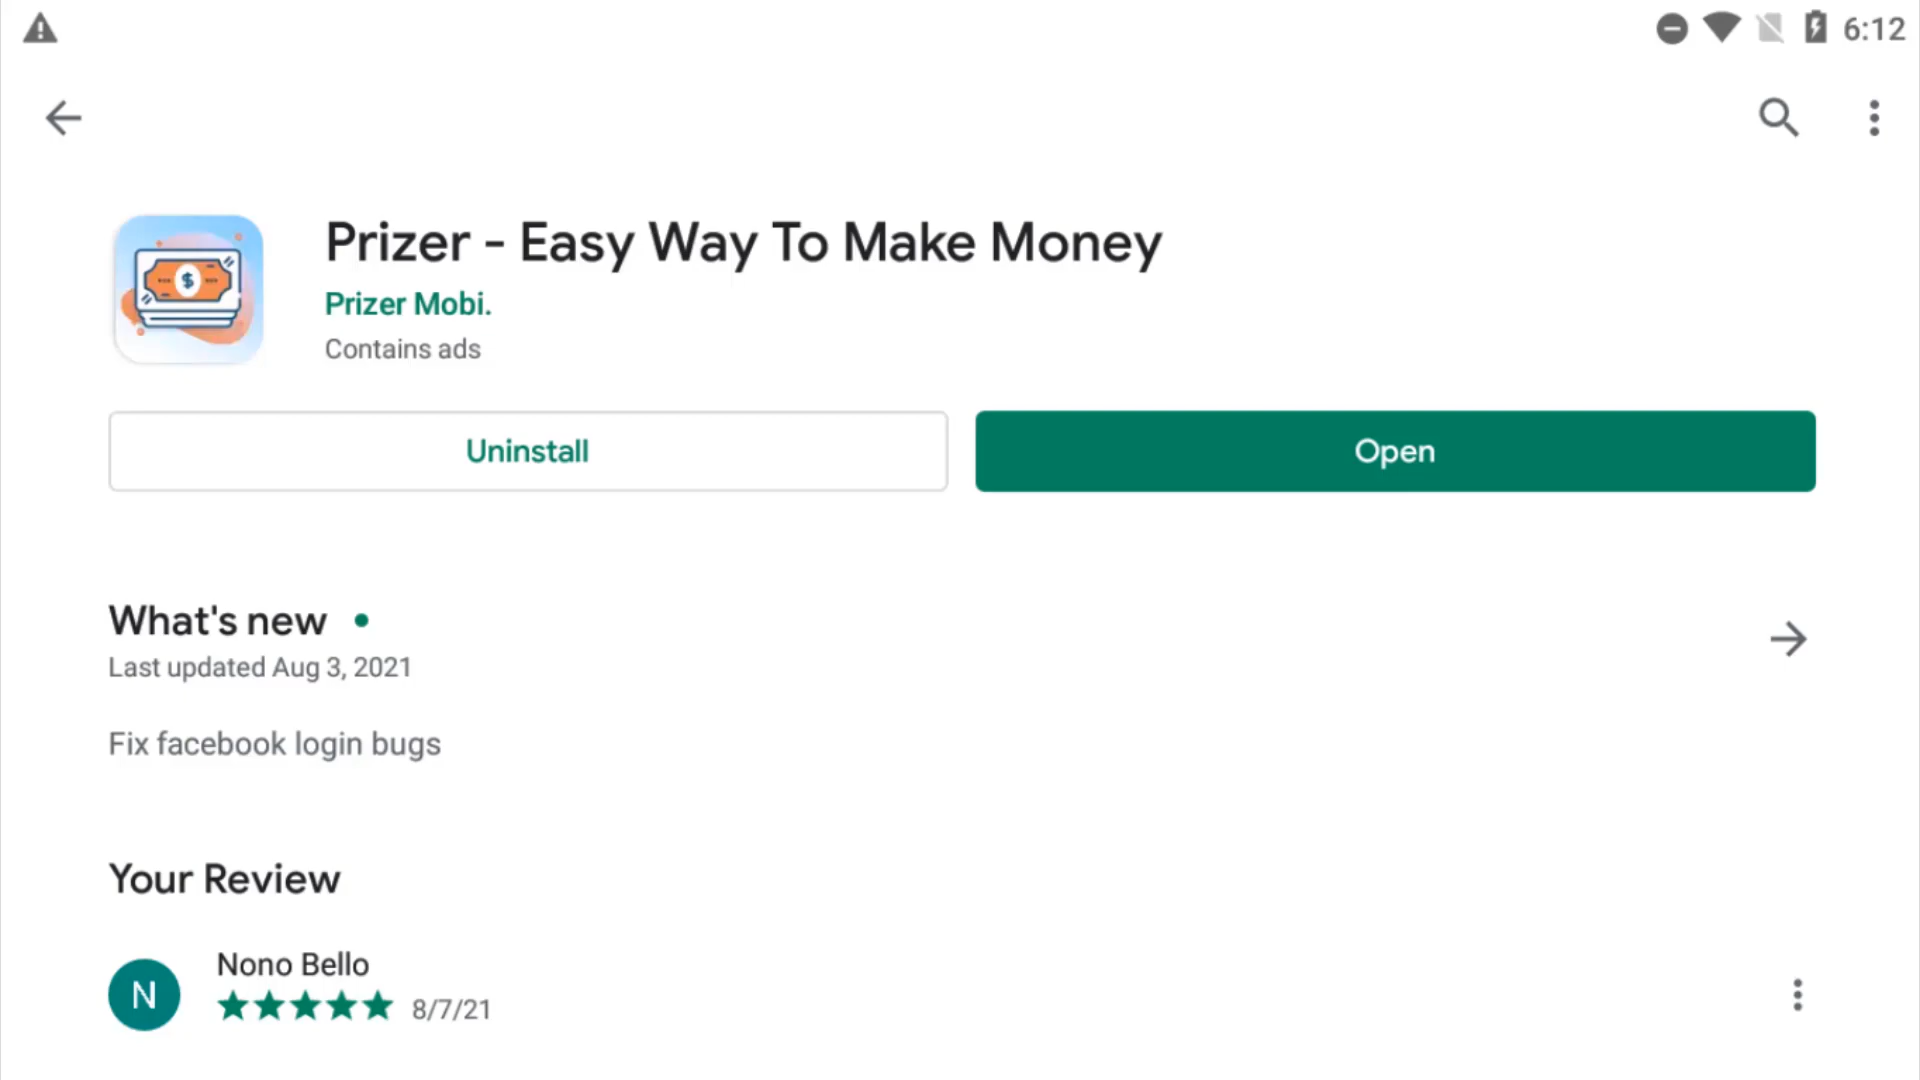 6:12
Prizer - Easy Way To Make Money
Prizer Mobi.
Contains ads
Uninstall
Open
What's new
Last updated Aug 3, 2021
Fix facebook login bugs
Your Review
N
Nono Bello
8/7/21